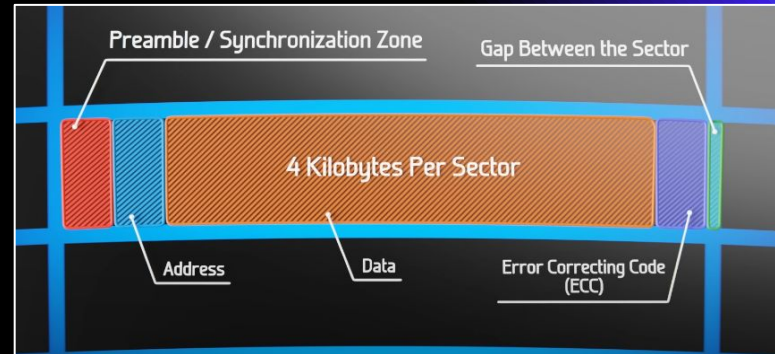 Preamble / Synchronization Zone
Gap Between the Sector
4 Kilobytes Per Sector
Address
Data
Error Correcting Code
(ECC)